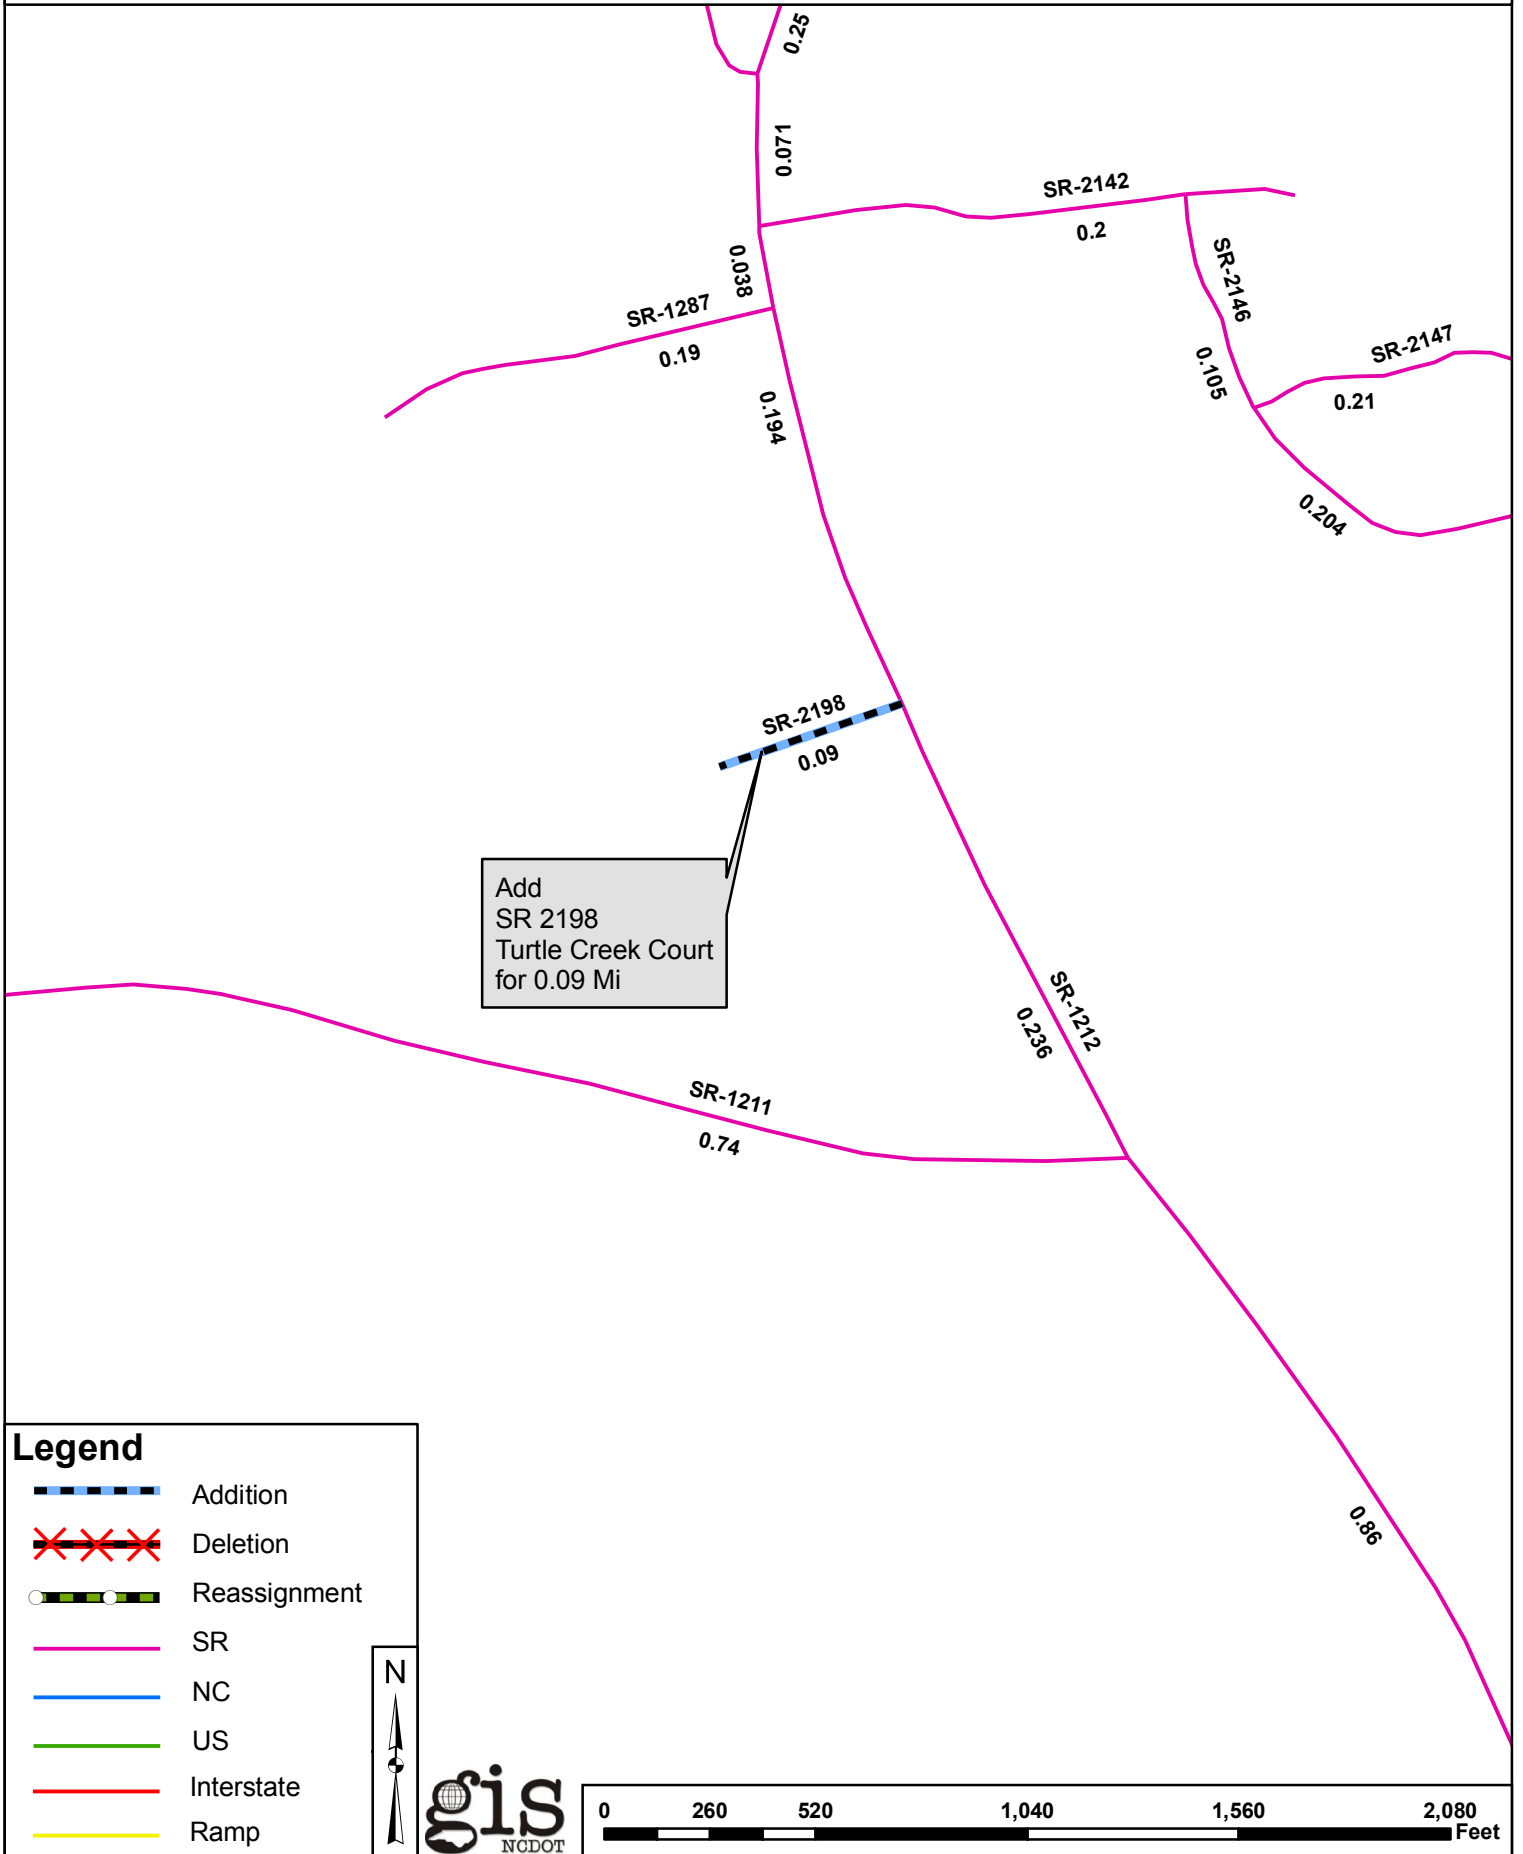 0.25
0.071
SR-2142
0.2
0.038
SR-2146
SR-1287
0.19
SR-2147
0.105
0.21
0.194
0.204
SR-2198
0.09
Add
SR 2198
Turtle Creek Court
for 0.09 Mi
SR-1212
0.236
SR-1211
0.74
0.86
Legend
Addition
Deletion
Reassignment
SR
NC
US
Interstate
Ramp
N
gis
NCDOT
0 260 520 1,040 1,560 2,080
Feet